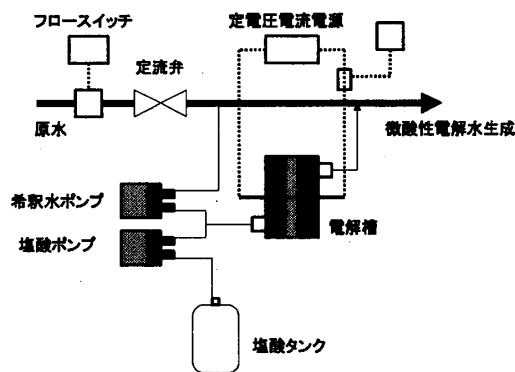 フロースイッチ
定電圧電流電源
定流弁
原水
微酸性電解水生成
希釈水ポンプ
塩酸ポンプ
電解槽
塩酸タンク